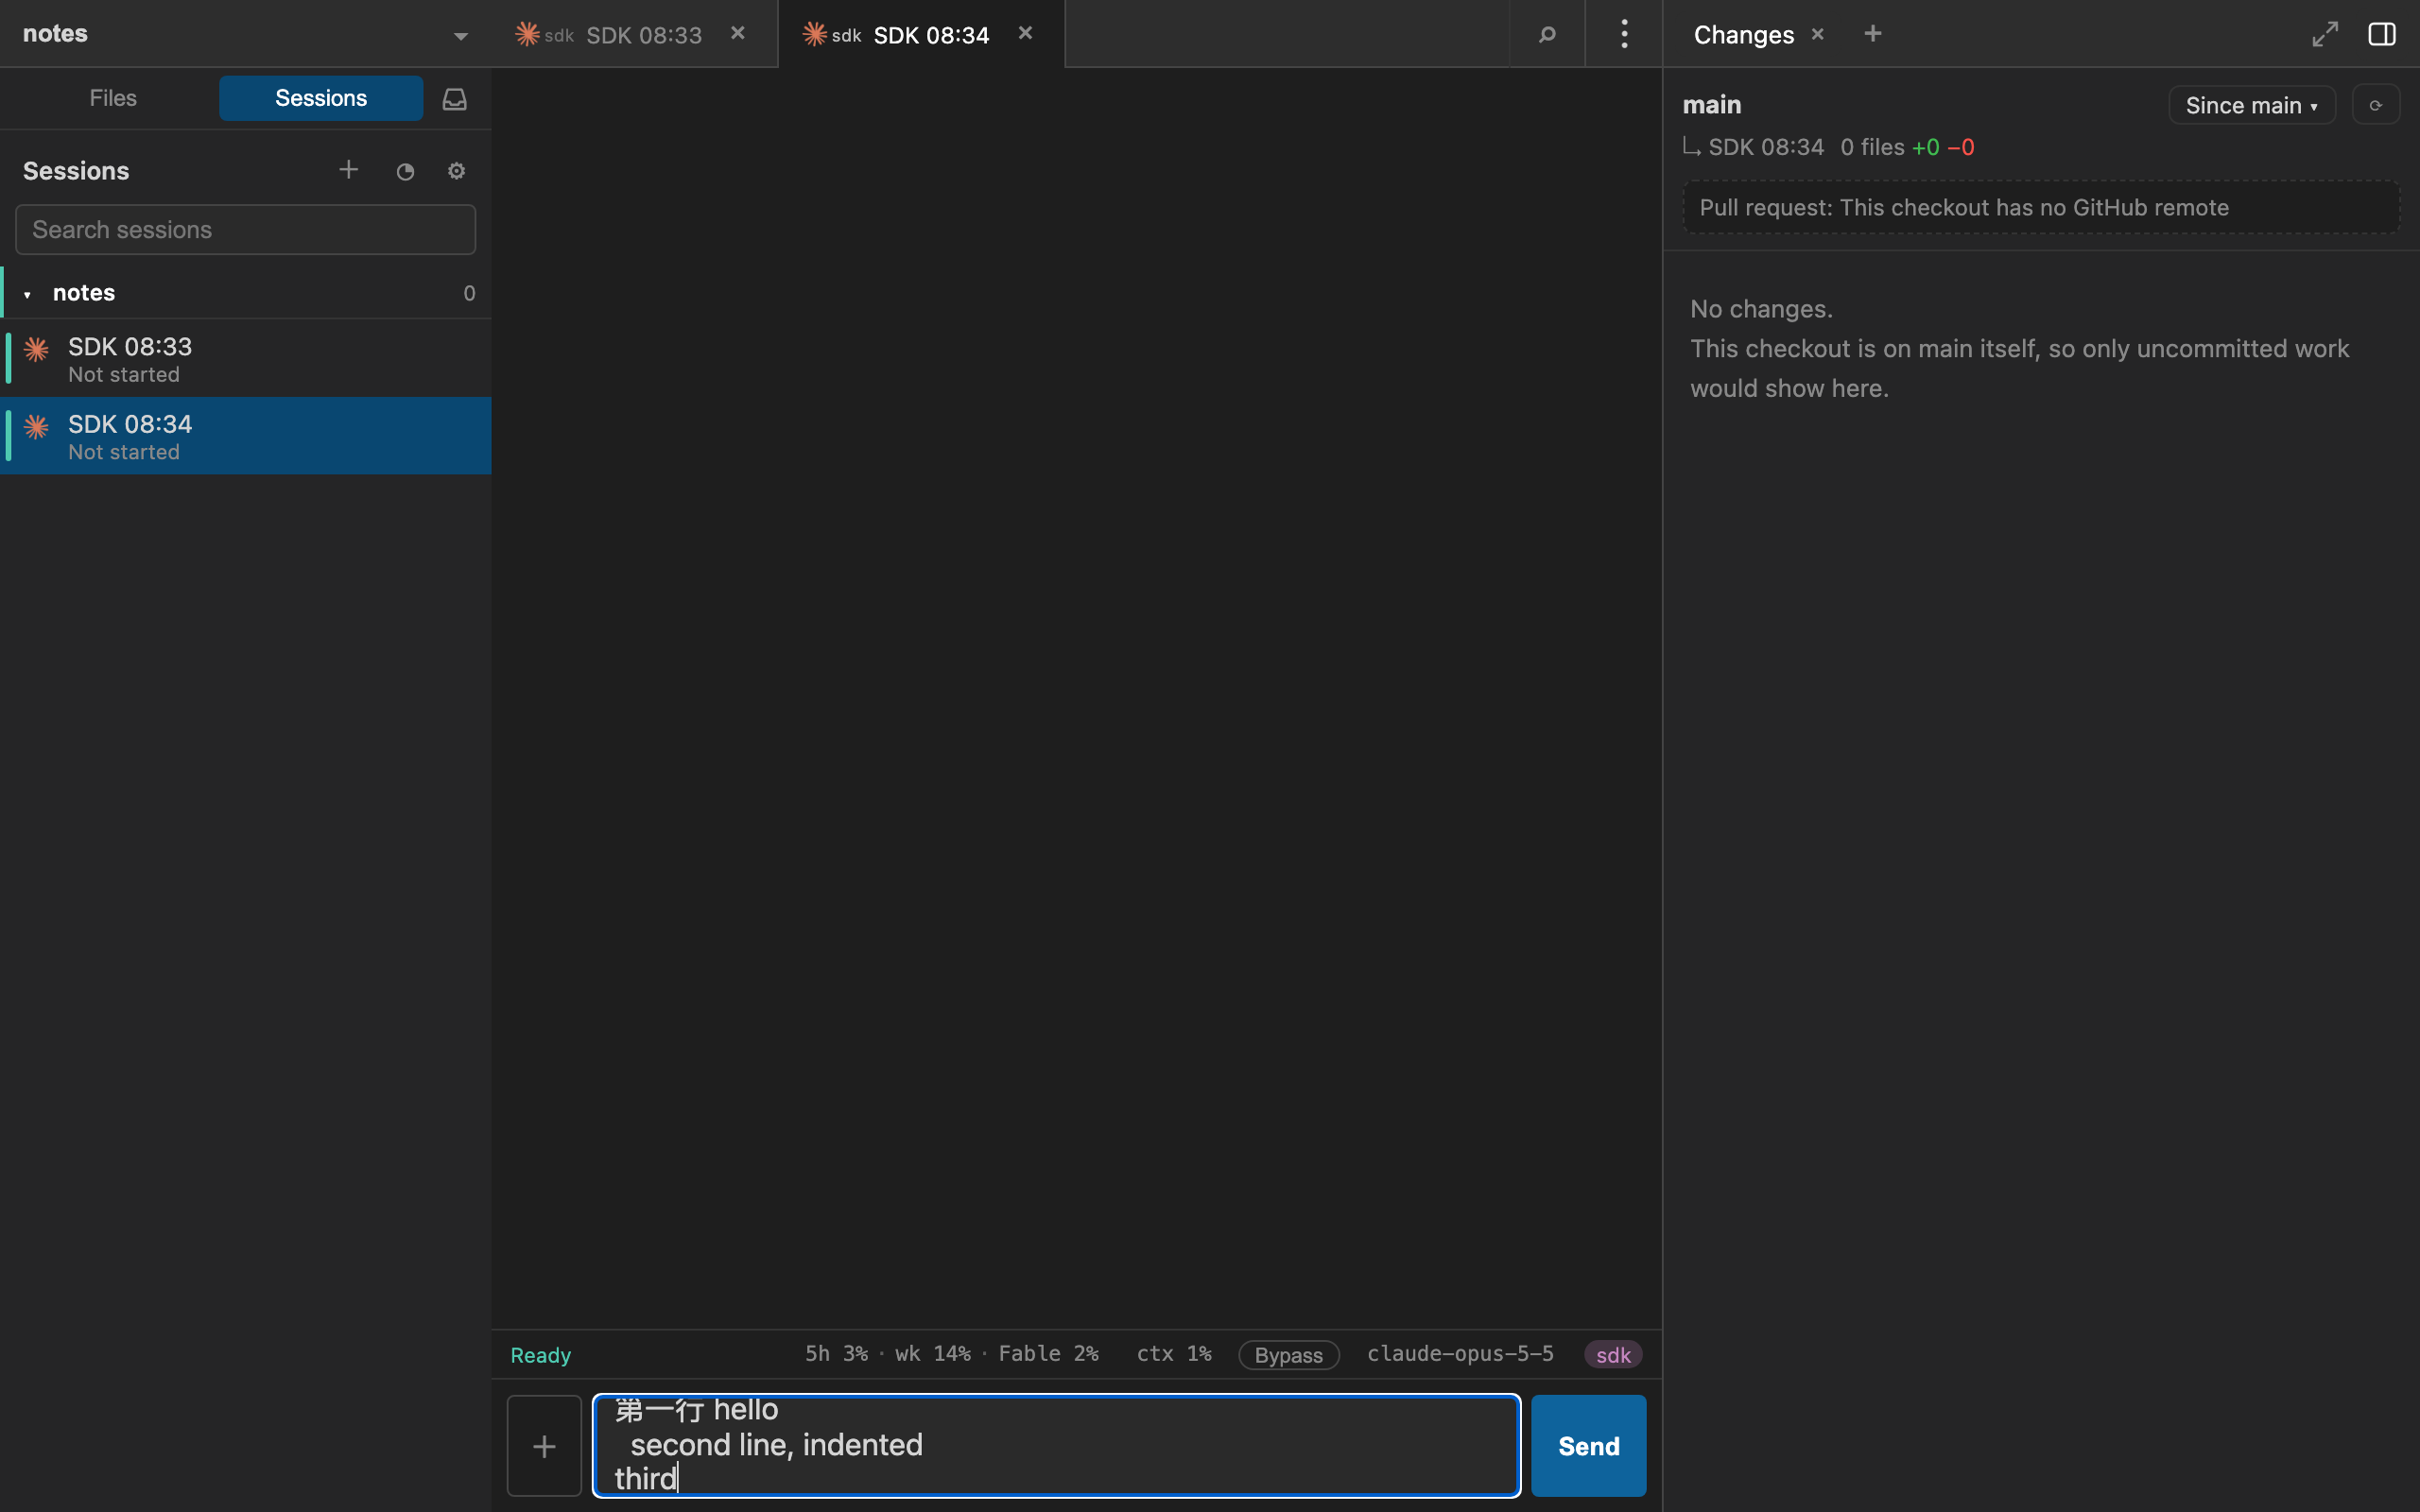 notes
sdk SDK 08:33 ×
sdk SDK 08:34 ×
Changes × +
Files
Sessions
Sessions
Search sessions
notes 0
SDK 08:33
Not started
SDK 08:34
Not started
main
Since main ▾
SDK 08:34 0 files +0 −0
Pull request: This checkout has no GitHub remote
No changes.
This checkout is on main itself, so only uncommitted work
would show here.
Ready
5h 3% · wk 14% · Fable 2% ctx 1% Bypass claude-opus-5-5 sdk
+
第一行 hello
  second line, indented
third
Send